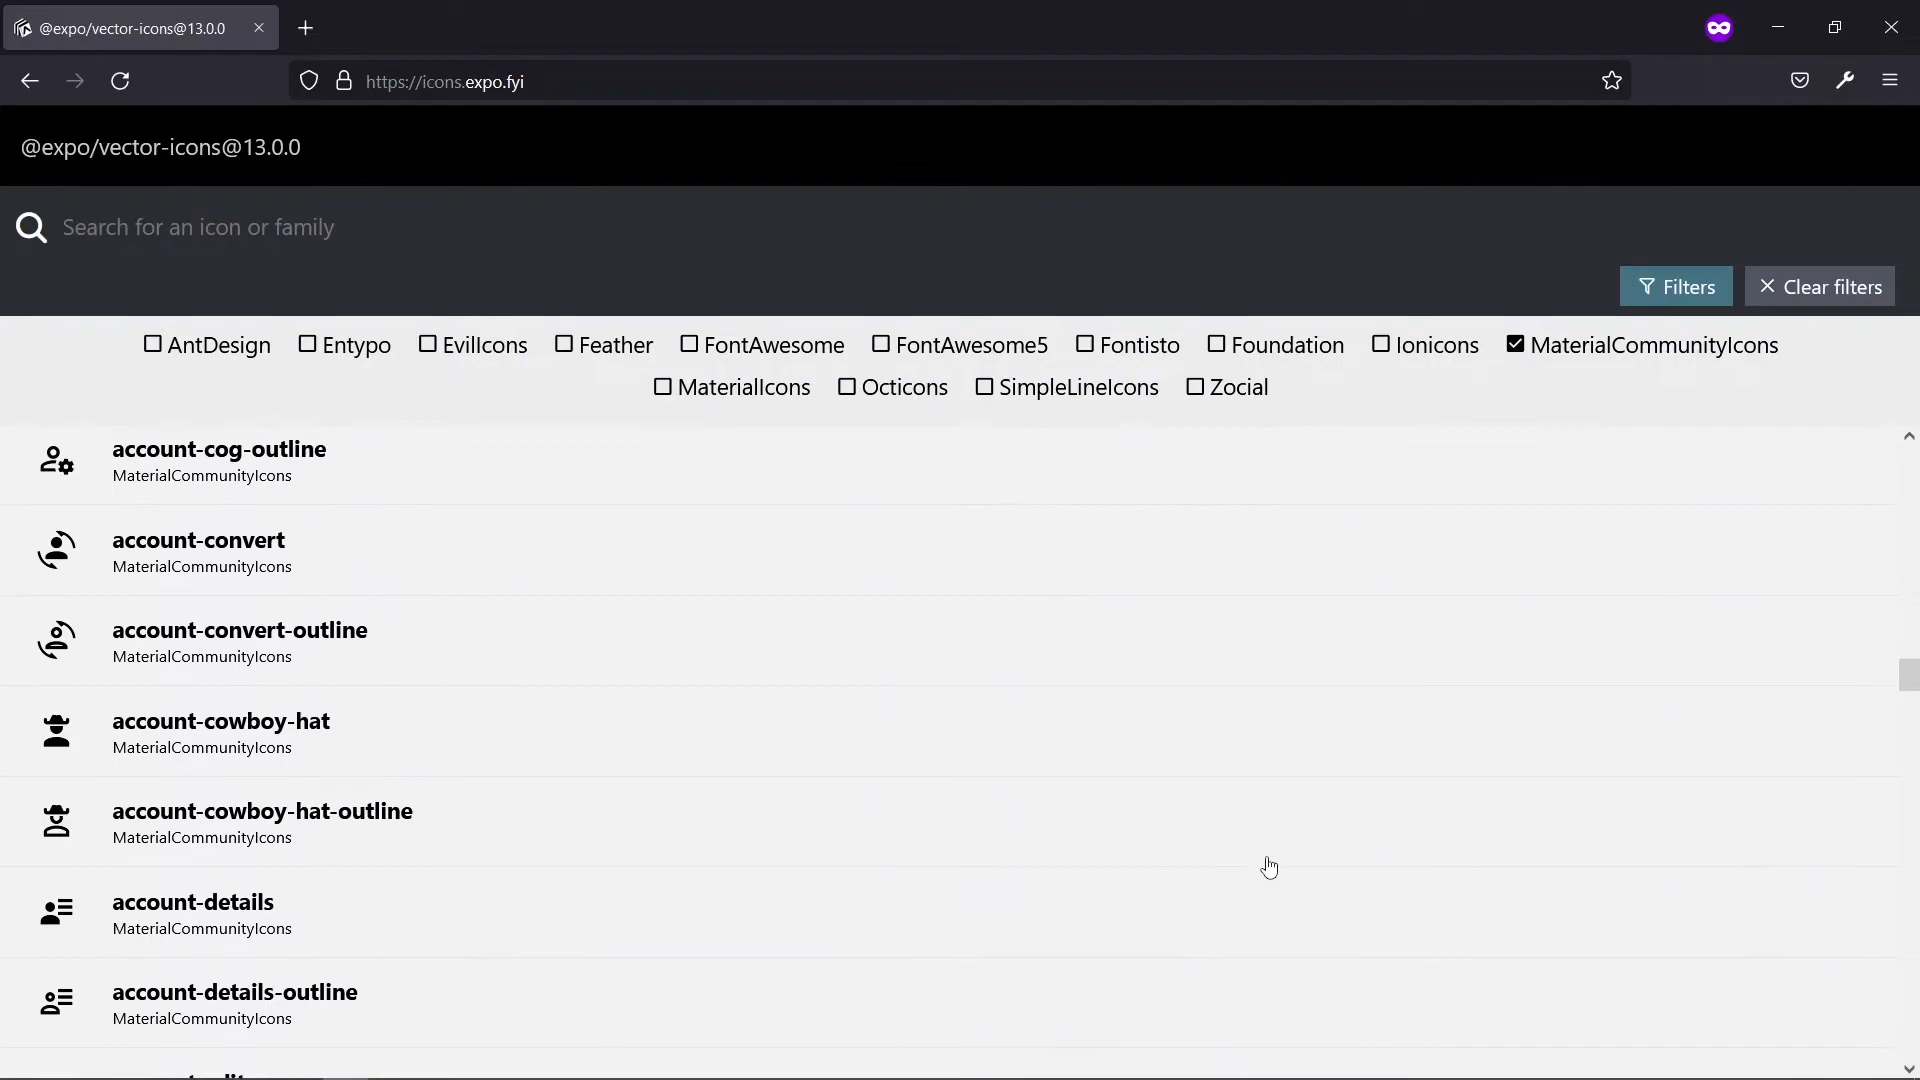 @expo/vector-icons@13.0.0
https://icons.expo.fyi
@expo/vector-icons@13.0.0
Search for an icon or family
Filters
Clear filters
AntDesign Entypo EvilIcons Feather FontAwesome FontAwesome5 Fontisto Foundation Ionicons MaterialCommunityIcons
MaterialIcons Octicons SimpleLineIcons Zocial
account-cog-outline
MaterialCommunityIcons
account-convert
MaterialCommunityIcons
account-convert-outline
MaterialCommunityIcons
account-cowboy-hat
MaterialCommunityIcons
account-cowboy-hat-outline
MaterialCommunityIcons
account-details
MaterialCommunityIcons
account-details-outline
MaterialCommunityIcons